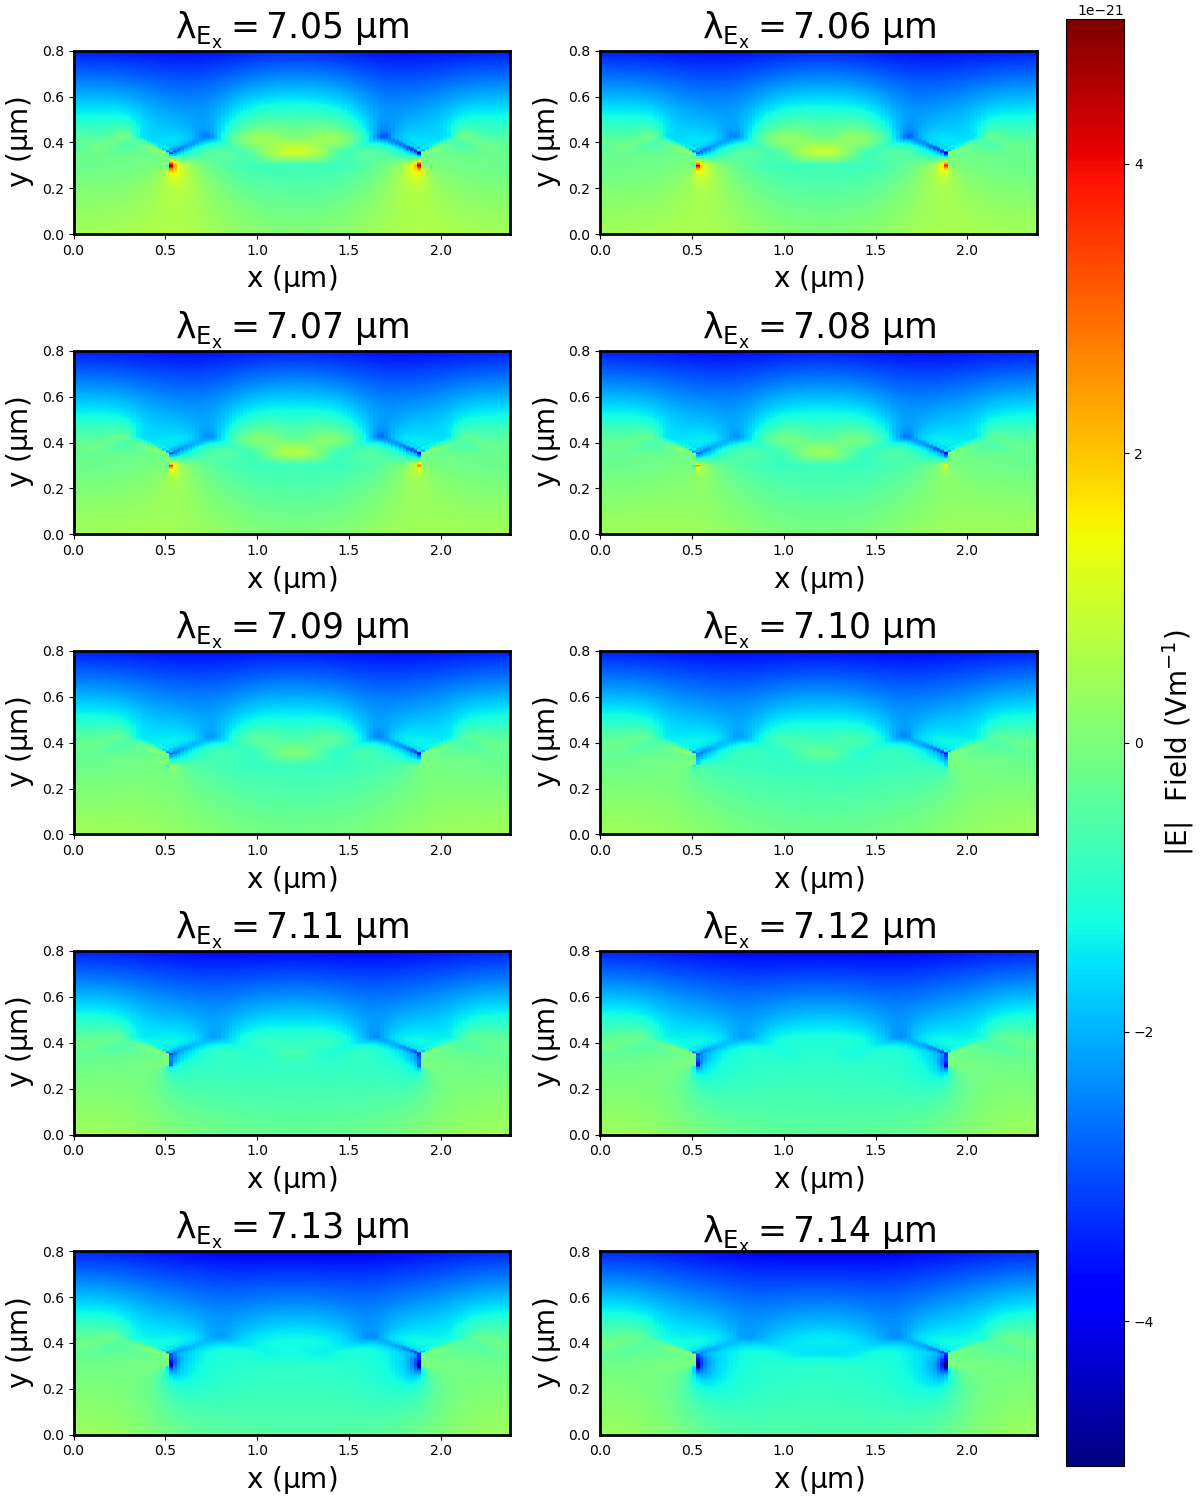 λEx = 7.05 µm
y (µm)
0.8
0.6
0.4
0.2
0.0
0.0 0.5 1.0 1.5 2.0
x (µm)
λEx = 7.06 µm
y (µm)
0.8
0.6
0.4
0.2
0.0
0.0 0.5 1.0 1.5 2.0
x (µm)
λEx = 7.07 µm
y (µm)
0.8
0.6
0.4
0.2
0.0
0.0 0.5 1.0 1.5 2.0
x (µm)
λEx = 7.08 µm
y (µm)
0.8
0.6
0.4
0.2
0.0
0.0 0.5 1.0 1.5 2.0
x (µm)
λEx = 7.09 µm
y (µm)
0.8
0.6
0.4
0.2
0.0
0.0 0.5 1.0 1.5 2.0
x (µm)
λEx = 7.10 µm
y (µm)
0.8
0.6
0.4
0.2
0.0
0.0 0.5 1.0 1.5 2.0
x (µm)
λEx = 7.11 µm
y (µm)
0.8
0.6
0.4
0.2
0.0
0.0 0.5 1.0 1.5 2.0
x (µm)
λEx = 7.12 µm
y (µm)
0.8
0.6
0.4
0.2
0.0
0.0 0.5 1.0 1.5 2.0
x (µm)
λEx = 7.13 µm
y (µm)
0.8
0.6
0.4
0.2
0.0
0.0 0.5 1.0 1.5 2.0
x (µm)
λEx = 7.14 µm
y (µm)
0.8
0.6
0.4
0.2
0.0
0.0 0.5 1.0 1.5 2.0
x (µm)
1e−21
4
2
0
−2
−4
|E| Field (Vm⁻¹)